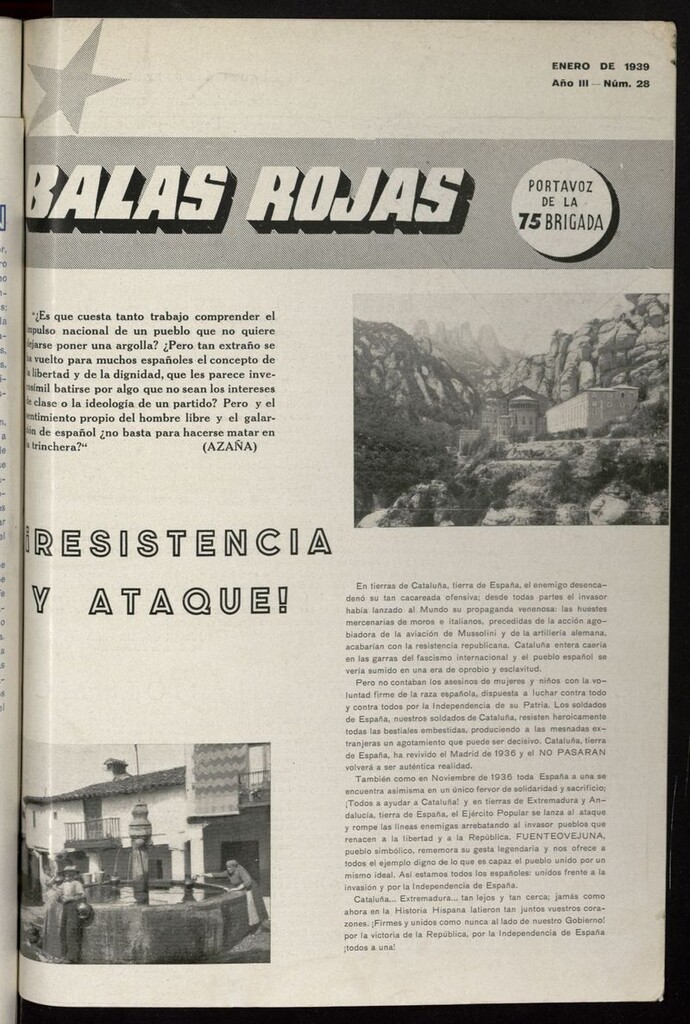 ENERO DE 1939
Año III — Núm. 28
BALAS ROJAS
PORTAVOZ
DE LA
75 BRIGADA
"¿Es que cuesta tanto trabajo comprender el
mpulso nacional de un pueblo que no quiere
ejarse poner una argolla? ¿Pero tan extraño se
a vuelto para muchos españoles el concepto de
a libertad y de la dignidad, que les parece inve-
osímil batirse por algo que no sean los intereses
e clase o la ideología de un partido? Pero y el
entimiento propio del hombre libre y el galar-
ón de español ¿no basta para hacerse matar en
a trinchera?"
(AZAÑA)
¡RESISTENCIA
Y ATAQUE!
En tierras de Cataluña, tierra de España, el enemigo desenca-
denó su tan cacareada ofensiva; desde todas partes el invasor
había lanzado al Mundo su propaganda venenosa: las huestes
mercenarias de moros e italianos, precedidas de la acción ago-
biadora de la aviación de Mussolini y de la artillería alemana,
acabarían con la resistencia republicana. Cataluña entera caería
en las garras del fascismo internacional y el pueblo español se
vería sumido en una era de oprobio y esclavitud.
Pero no contaban los asesinos de mujeres y niños con la vo-
luntad firme de la raza española, dispuesta a luchar contra todo
y contra todos por la Independencia de su Patria. Los soldados
de España, nuestros soldados de Cataluña, resisten heroicamente
todas las bestiales embestidas, produciendo a las mesnadas ex-
tranjeras un agotamiento que puede ser decisivo. Cataluña, tierra
de España, ha revivido el Madrid de 1936 y el NO PASARAN
volverá a ser auténtica realidad.
También como en Noviembre de 1936 toda España a una se
encuentra asimisma en un único fervor de solidaridad y sacrificio;
¡Todos a ayudar a Cataluña! y en tierras de Extremadura y An-
dalucía, tierra de España, el Ejército Popular se lanza al ataque
y rompe las líneas enemigas arrebatando al invasor pueblos que
renacen a la libertad y a la República. FUENTEOVEJUNA,
pueblo simbólico, rememora su gesta legendaria y nos ofrece a
todos el ejemplo digno de lo que es capaz el pueblo unido por un
mismo ideal. Así estamos todos los españoles: unidos frente a la
invasión y por la Independencia de España.
Cataluña... Extremadura... tan lejos y tan cerca; jamás como
ahora en la Historia Hispana latieron tan juntos vuestros cora-
zones. ¡Firmes y unidos como nunca al lado de nuestro Gobierno!
por la victoria de la República, por la Independencia de España
¡todos a una!